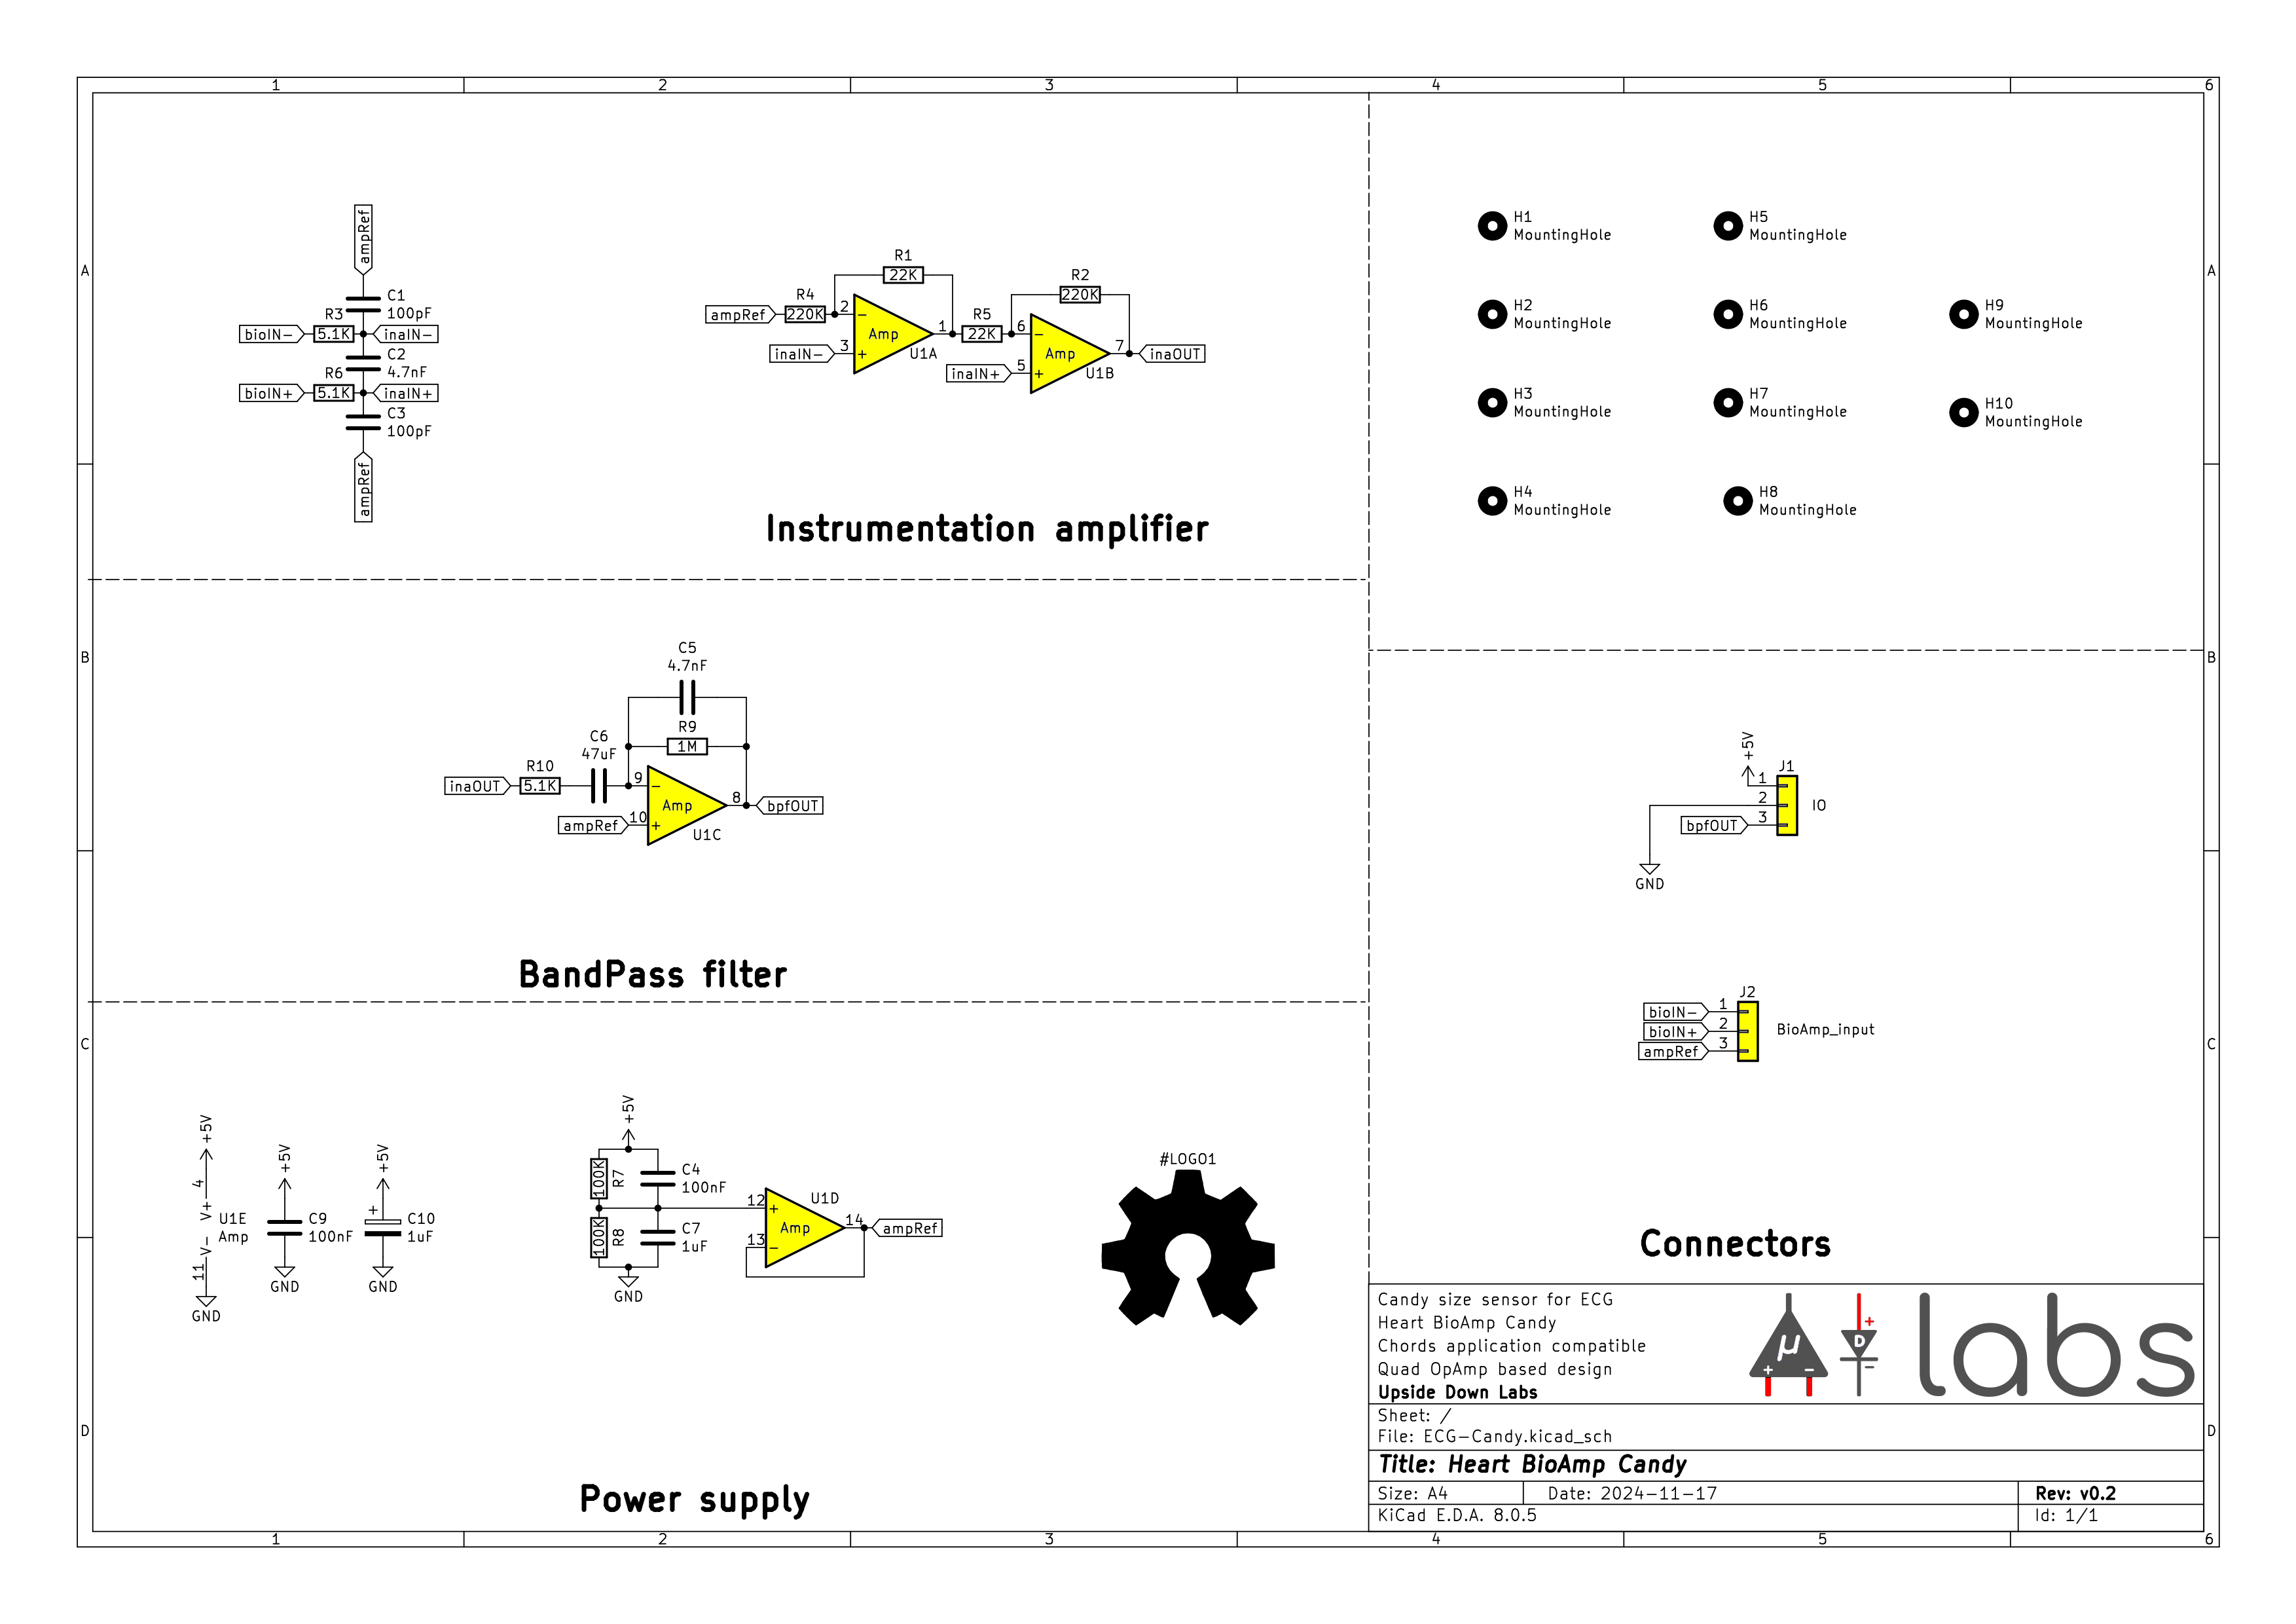 1 2 3 4 5 6
A
B
C
D
ampRef
C1
100pF
R3
bioIN-
5.1K
inaIN-
C2
4.7nF
R6
bioIN+
5.1K
inaIN+
C3
100pF
ampRef
R1
22K
R4
ampRef
220K
2
-
Amp
1
3
+
inaIN-
U1A
R2
220K
R5
22K
6
-
Amp
7
5
+
inaIN+
U1B
inaOUT
Instrumentation amplifier
H1
MountingHole
H5
MountingHole
H2
MountingHole
H6
MountingHole
H9
MountingHole
H3
MountingHole
H7
MountingHole
H10
MountingHole
H4
MountingHole
H8
MountingHole
C5
4.7nF
R9
1M
C6
47uF
R10
inaOUT
5.1K
9
-
Amp
8
bpfOUT
ampRef
10
+
U1C
BandPass filter
+5V
J1
1
2
3
IO
bpfOUT
GND
J2
bioIN- 1
bioIN+ 2
ampRef 3
BioAmp_input
Connectors
+5V
4
V+
U1E
Amp
V-
11
GND
+5V
C9
100nF
GND
+5V
+
C10
1uF
GND
+5V
100K
R7
C4
100nF
100K
R8
C7
1uF
GND
12
+
Amp
U1D
14
ampRef
13
-
#LOGO1
Power supply
Candy size sensor for ECG
Heart BioAmp Candy
Chords application compatible
Quad OpAmp based design
Upside Down Labs
μ
+ -
D
+
-
labs
Sheet: /
File: ECG-Candy.kicad_sch
Title: Heart BioAmp Candy
Size: A4 Date: 2024-11-17 Rev: v0.2
KiCad E.D.A. 8.0.5 Id: 1/1
A
B
C
D
1 2 3 4 5 6